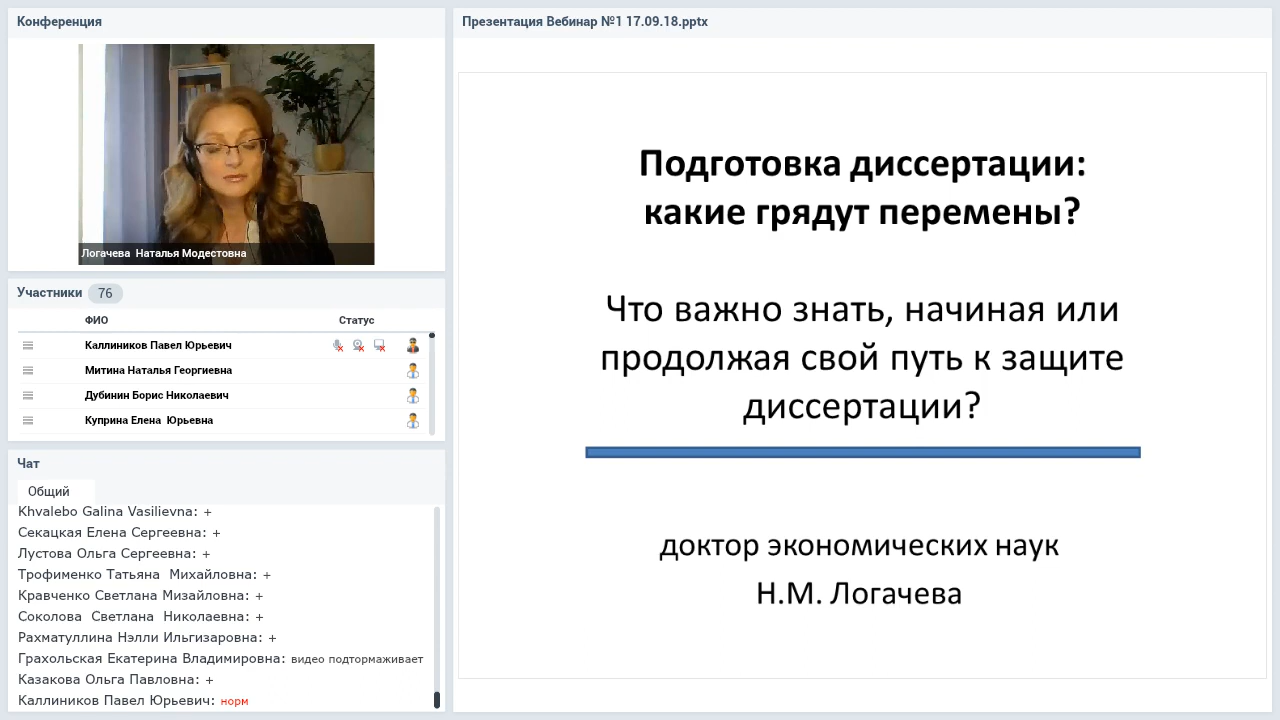 Конференция
Логачева  Наталья Модестовна
Участники 76
ФИО Статус
Каллиников Павел Юрьевич
Митина Наталья Георгиевна
Дубинин Борис Николаевич
Куприна Елена  Юрьевна
Чат
Общий
Khvalebo Galina Vasilievna: +
Секацкая Елена Сергеевна: +
Лустова Ольга Сергеевна: +
Трофименко Татьяна  Михайловна: +
Кравченко Светлана Мизайловна: +
Соколова  Светлана  Николаевна: +
Рахматуллина Нэлли Ильгизаровна: +
Грахольская Екатерина Владимировна: видео подтормаживает
Казакова Ольга Павловна: +
Каллиников Павел Юрьевич: норм
Презентация Вебинар №1 17.09.18.pptx
Подготовка диссертации:
какие грядут перемены?
Что важно знать, начиная или
продолжая свой путь к защите
диссертации?
доктор экономических наук
Н.М. Логачева